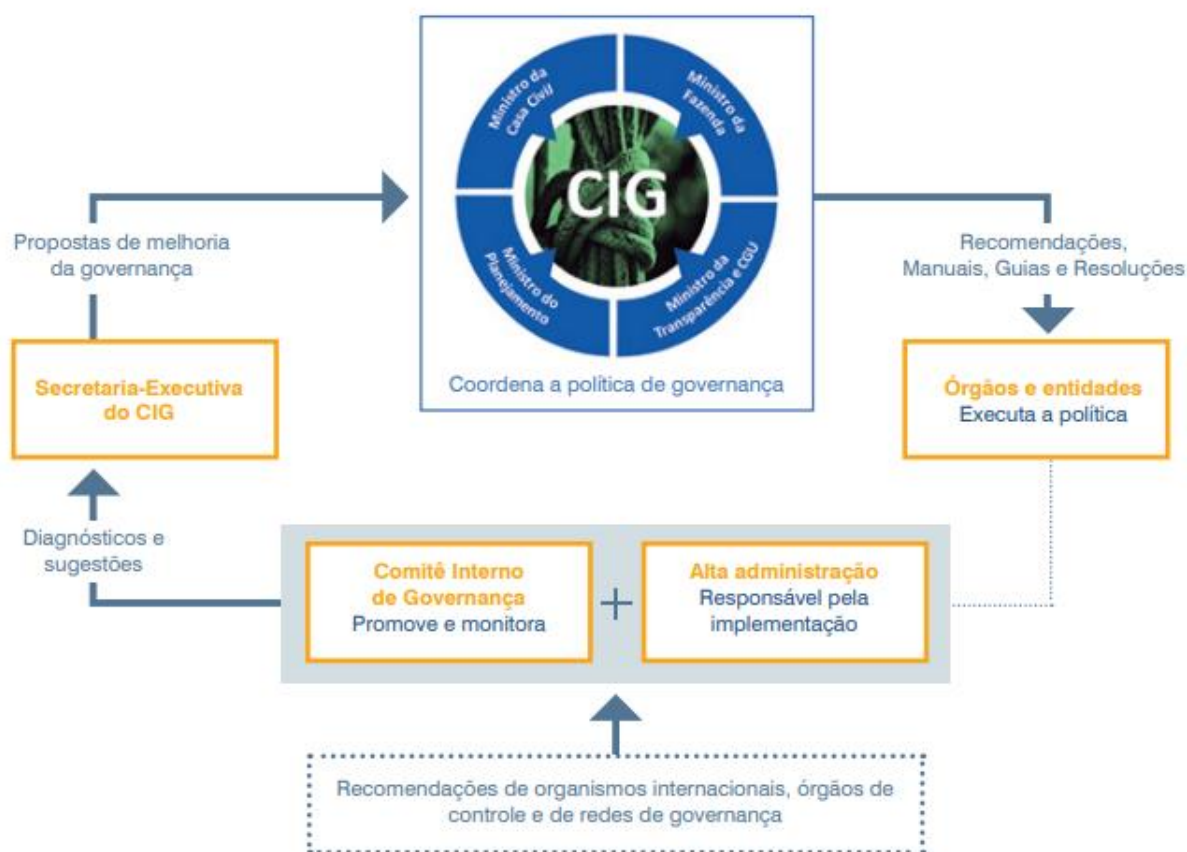 Ministro da
Casa Civil
Ministro da
Fazenda
CIG
Ministro do
Planejamento
Ministro da
Transparência e CGU
Coordena a política de governança
Propostas de melhoria
da governança
Recomendações,
Manuais, Guias e Resoluções
Secretaria-Executiva
do CIG
Órgãos e entidades
Executa a política
Diagnósticos e
sugestões
Comitê Interno
de Governança
Promove e monitora
+
Alta administração
Responsável pela
implementação
Recomendações de organismos internacionais, órgãos de
controle e de redes de governança